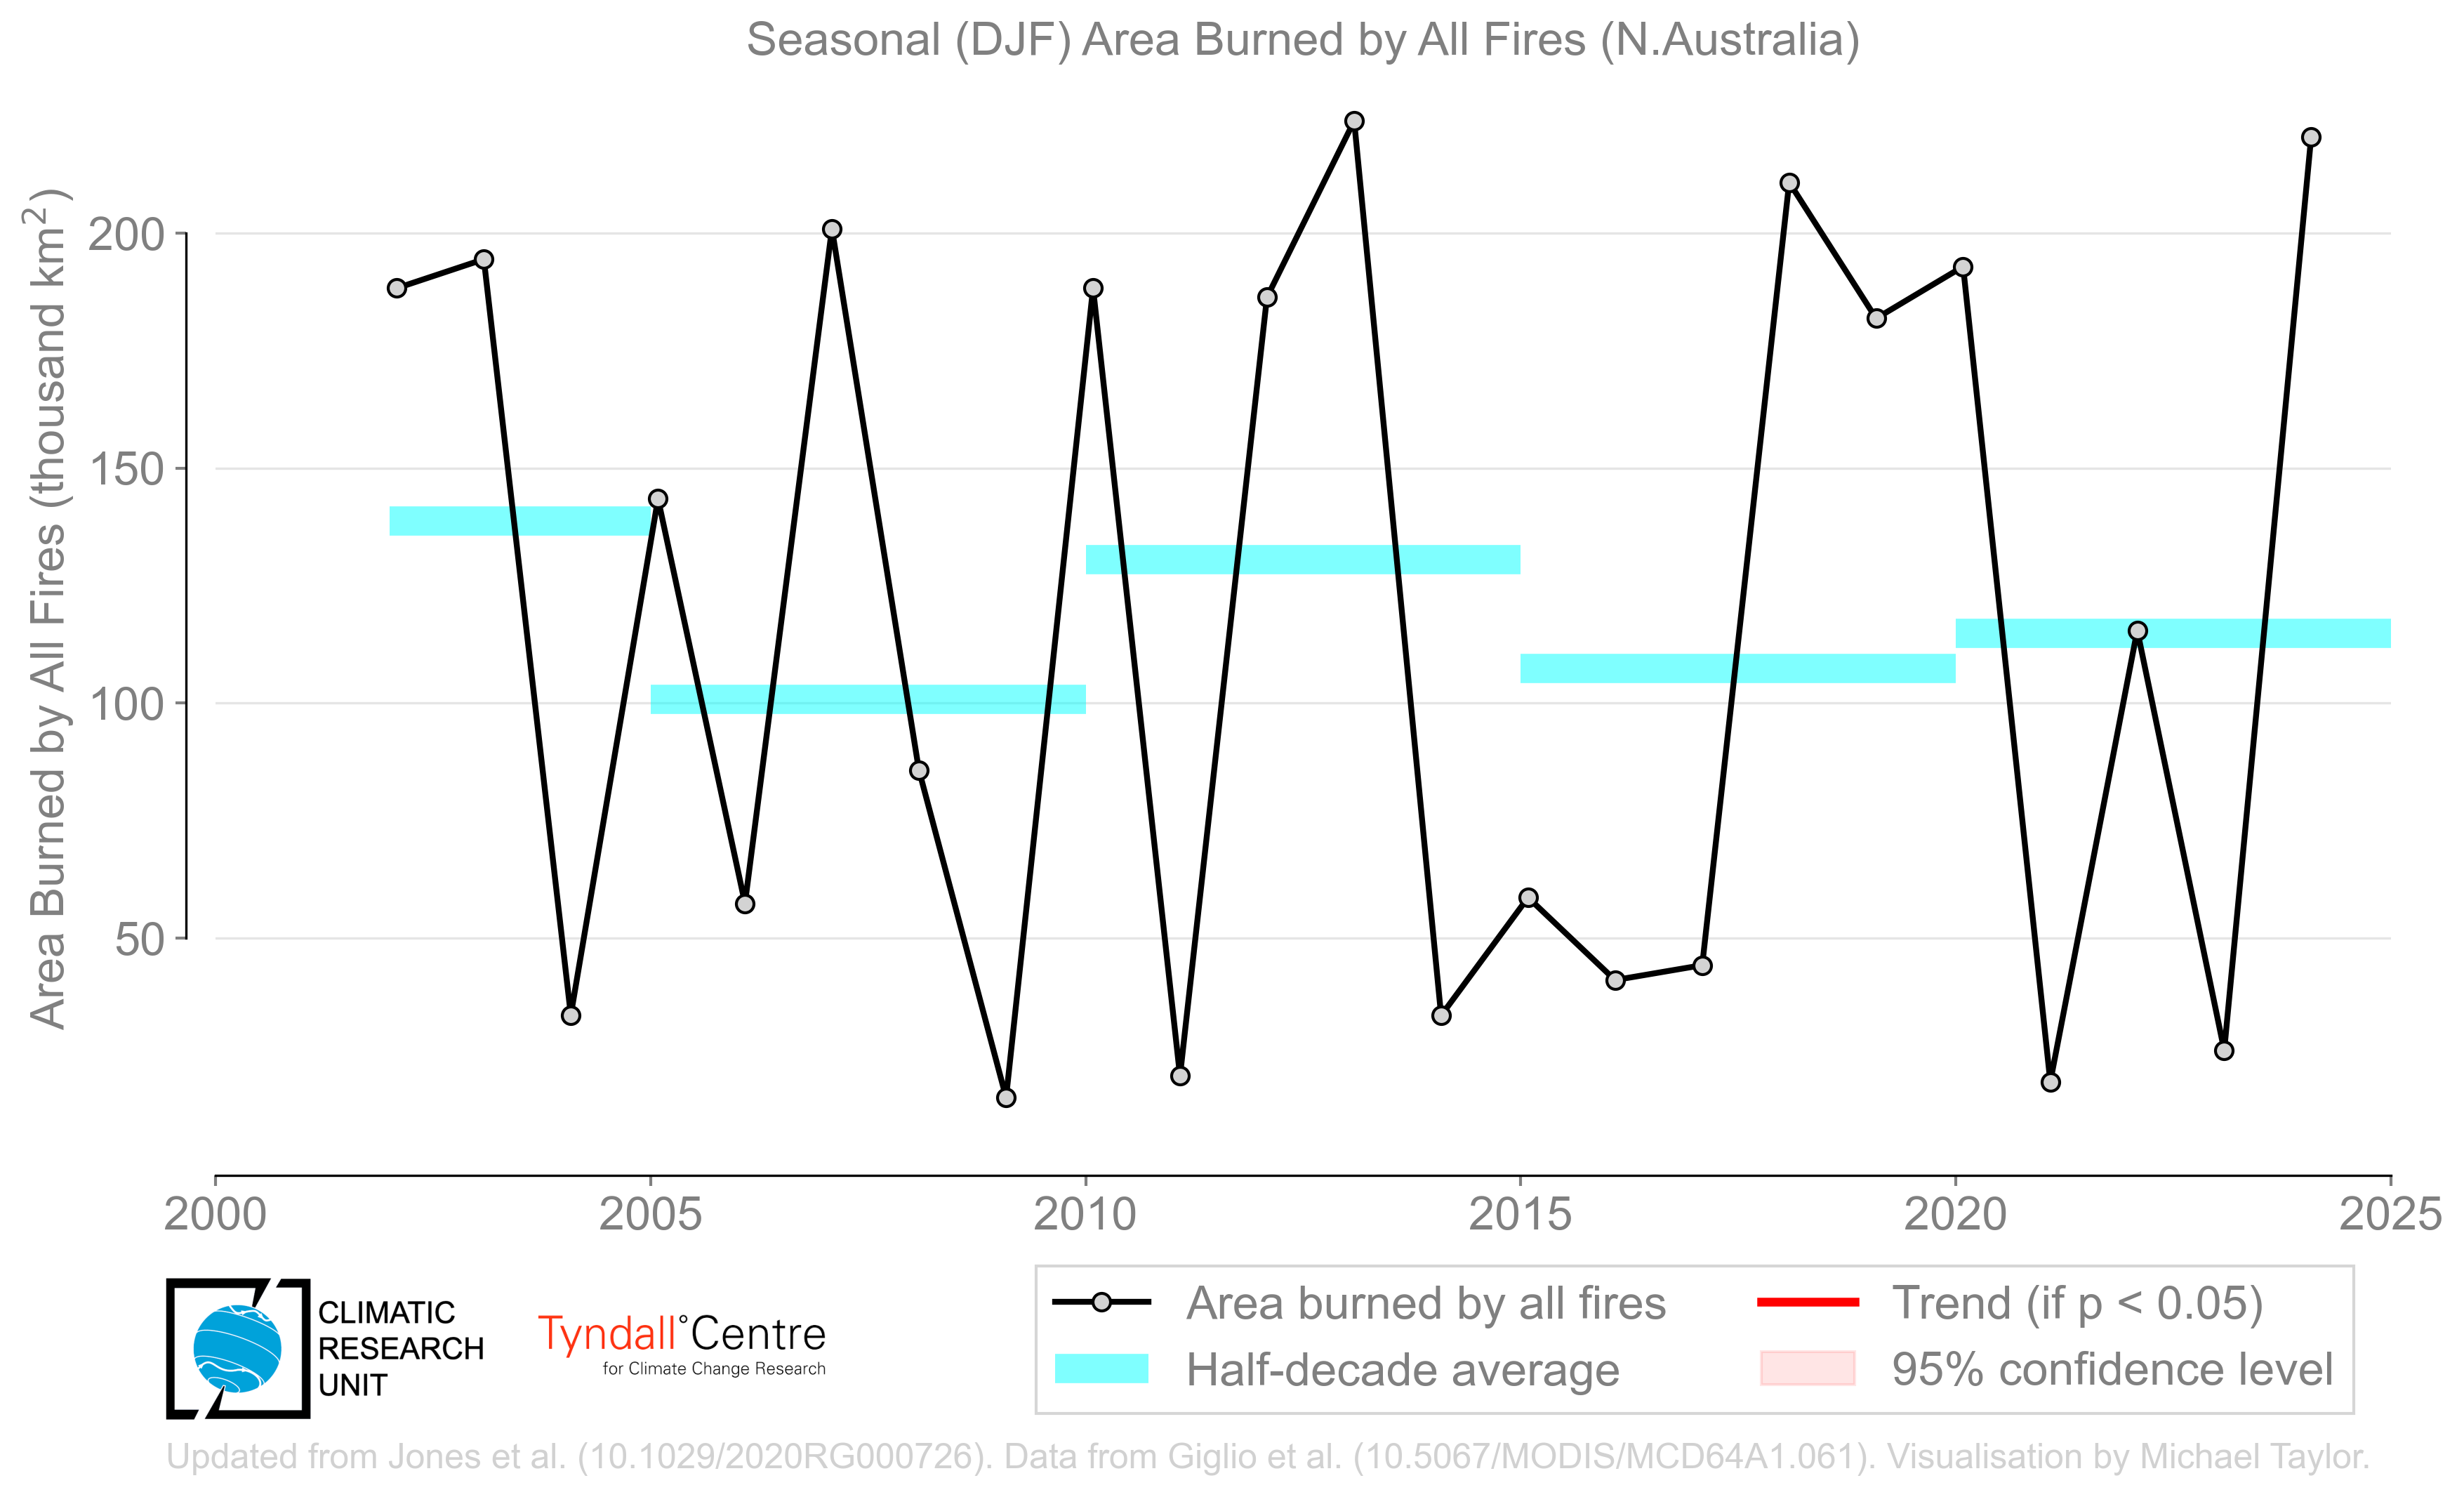 Seasonal (DJF) Area Burned by All Fires (N.Australia)
Area Burned by All Fires (thousand km²)
200
150
100
50
2000
2005
2010
2015
2020
2025
Area burned by all fires
Half-decade average
Trend (if p < 0.05)
95% confidence level
CLIMATIC
RESEARCH
UNIT
Tyndall°Centre
for Climate Change Research
Updated from Jones et al. (10.1029/2020RG000726). Data from Giglio et al. (10.5067/MODIS/MCD64A1.061). Visualisation by Michael Taylor.